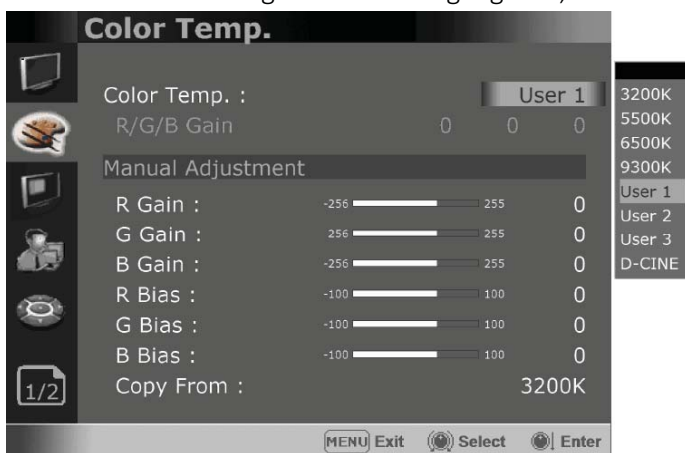 Color Temp.
Color Temp. : User 1
R/G/B Gain 0 0 0
Manual Adjustment
R Gain : -256 255 0
G Gain : 256 255 0
B Gain : -256 255 0
R Bias : -100 100 0
G Bias : -100 100 0
B Bias : -100 100 0
Copy From : 3200K
1/2
MENU Exit Select Enter
3200K
5500K
6500K
9300K
User 1
User 2
User 3
D-CINE